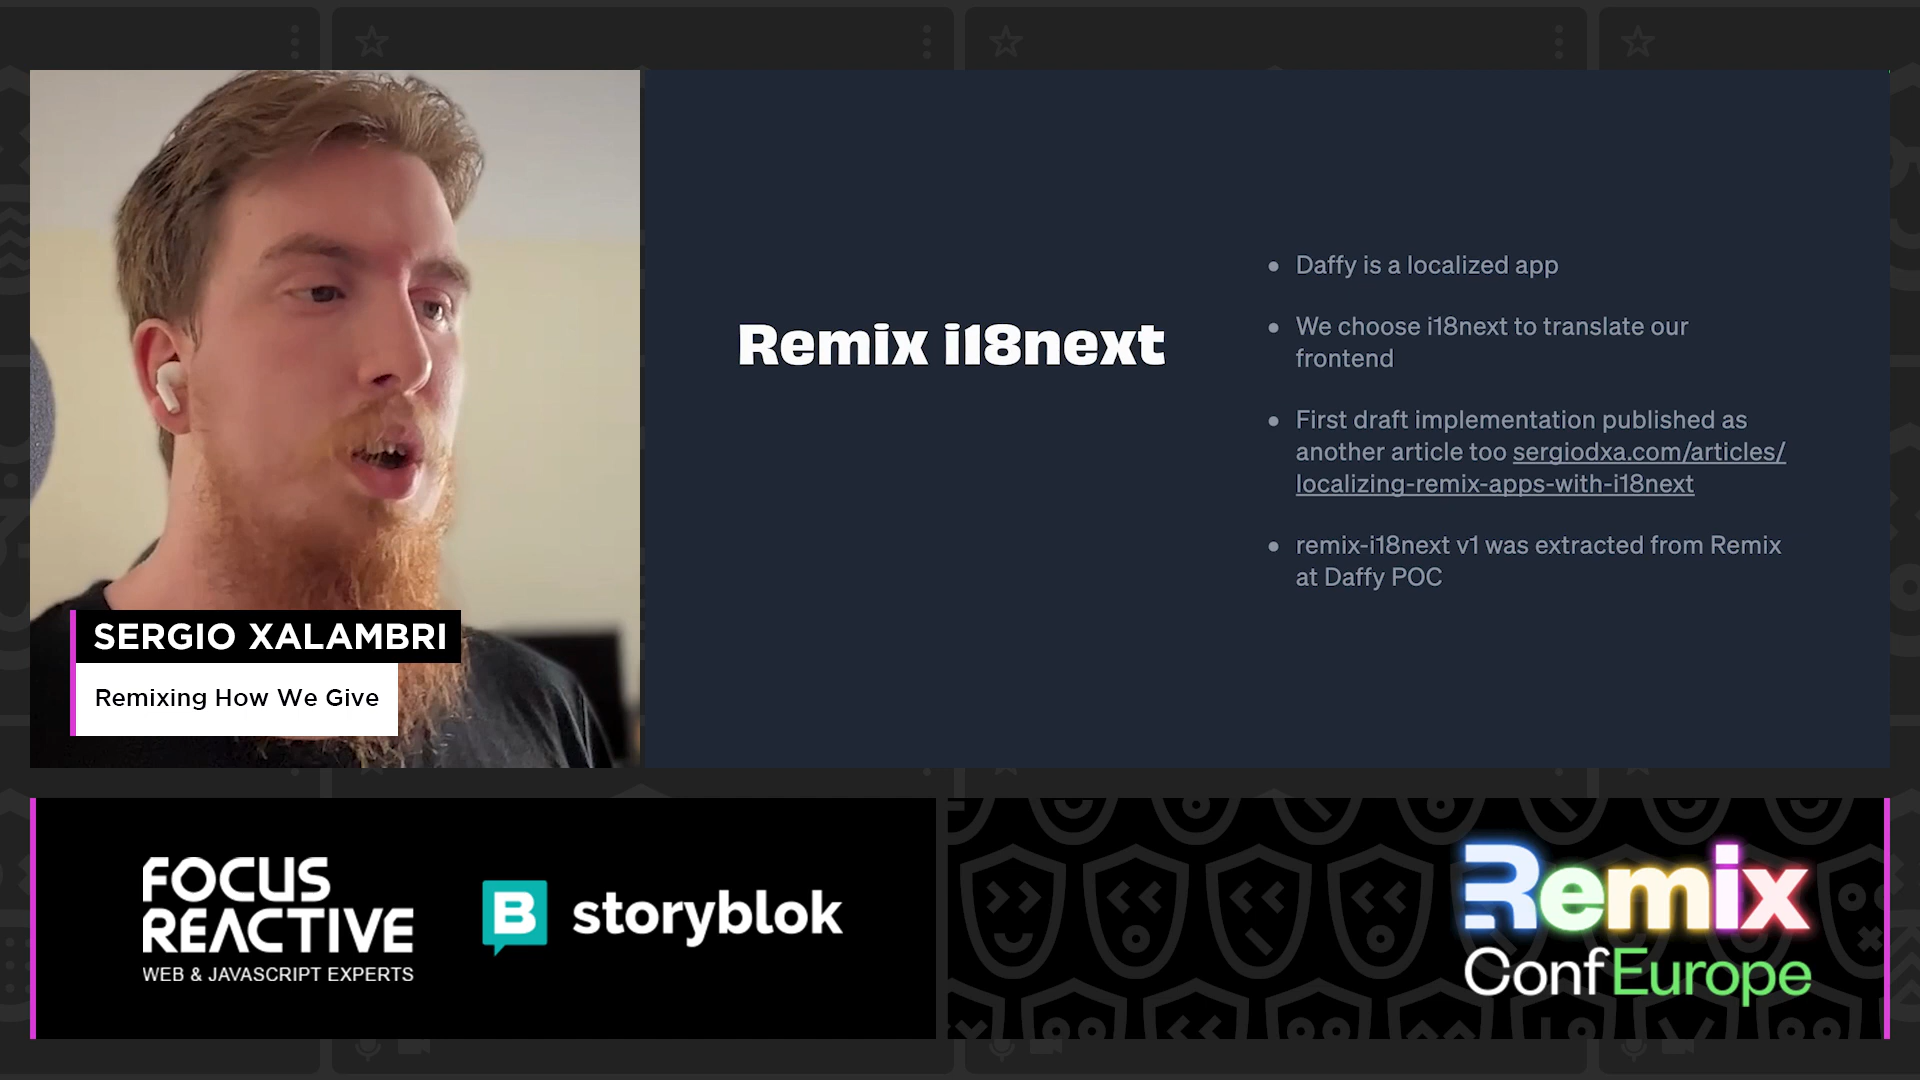 SERGIO XALAMBRI
Remixing How We Give
Remix i18next
Daffy is a localized app
We choose i18next to translate our
frontend
First draft implementation published as
another article too sergiodxa.com/articles/
localizing-remix-apps-with-i18next
remix-i18next v1 was extracted from Remix
at Daffy POC
FOCUS
REACTIVE
WEB & JAVASCRIPT EXPERTS
B storyblok
Remix
Conf Europe